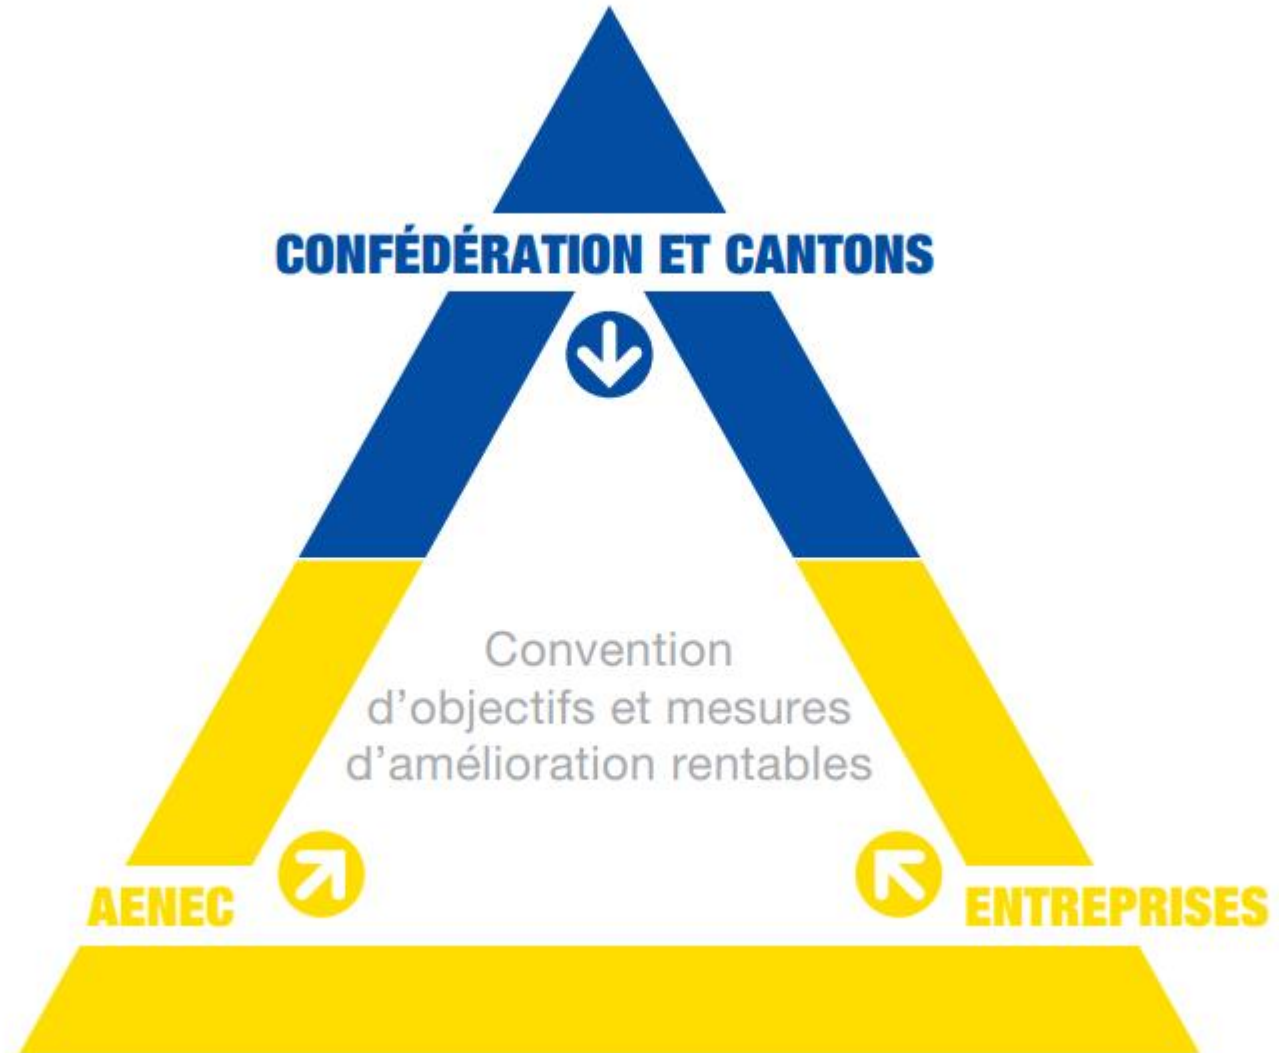 CONFÉDÉRATION ET CANTONS
Convention
d’objectifs et mesures
d’amélioration rentables
AENEC
ENTREPRISES